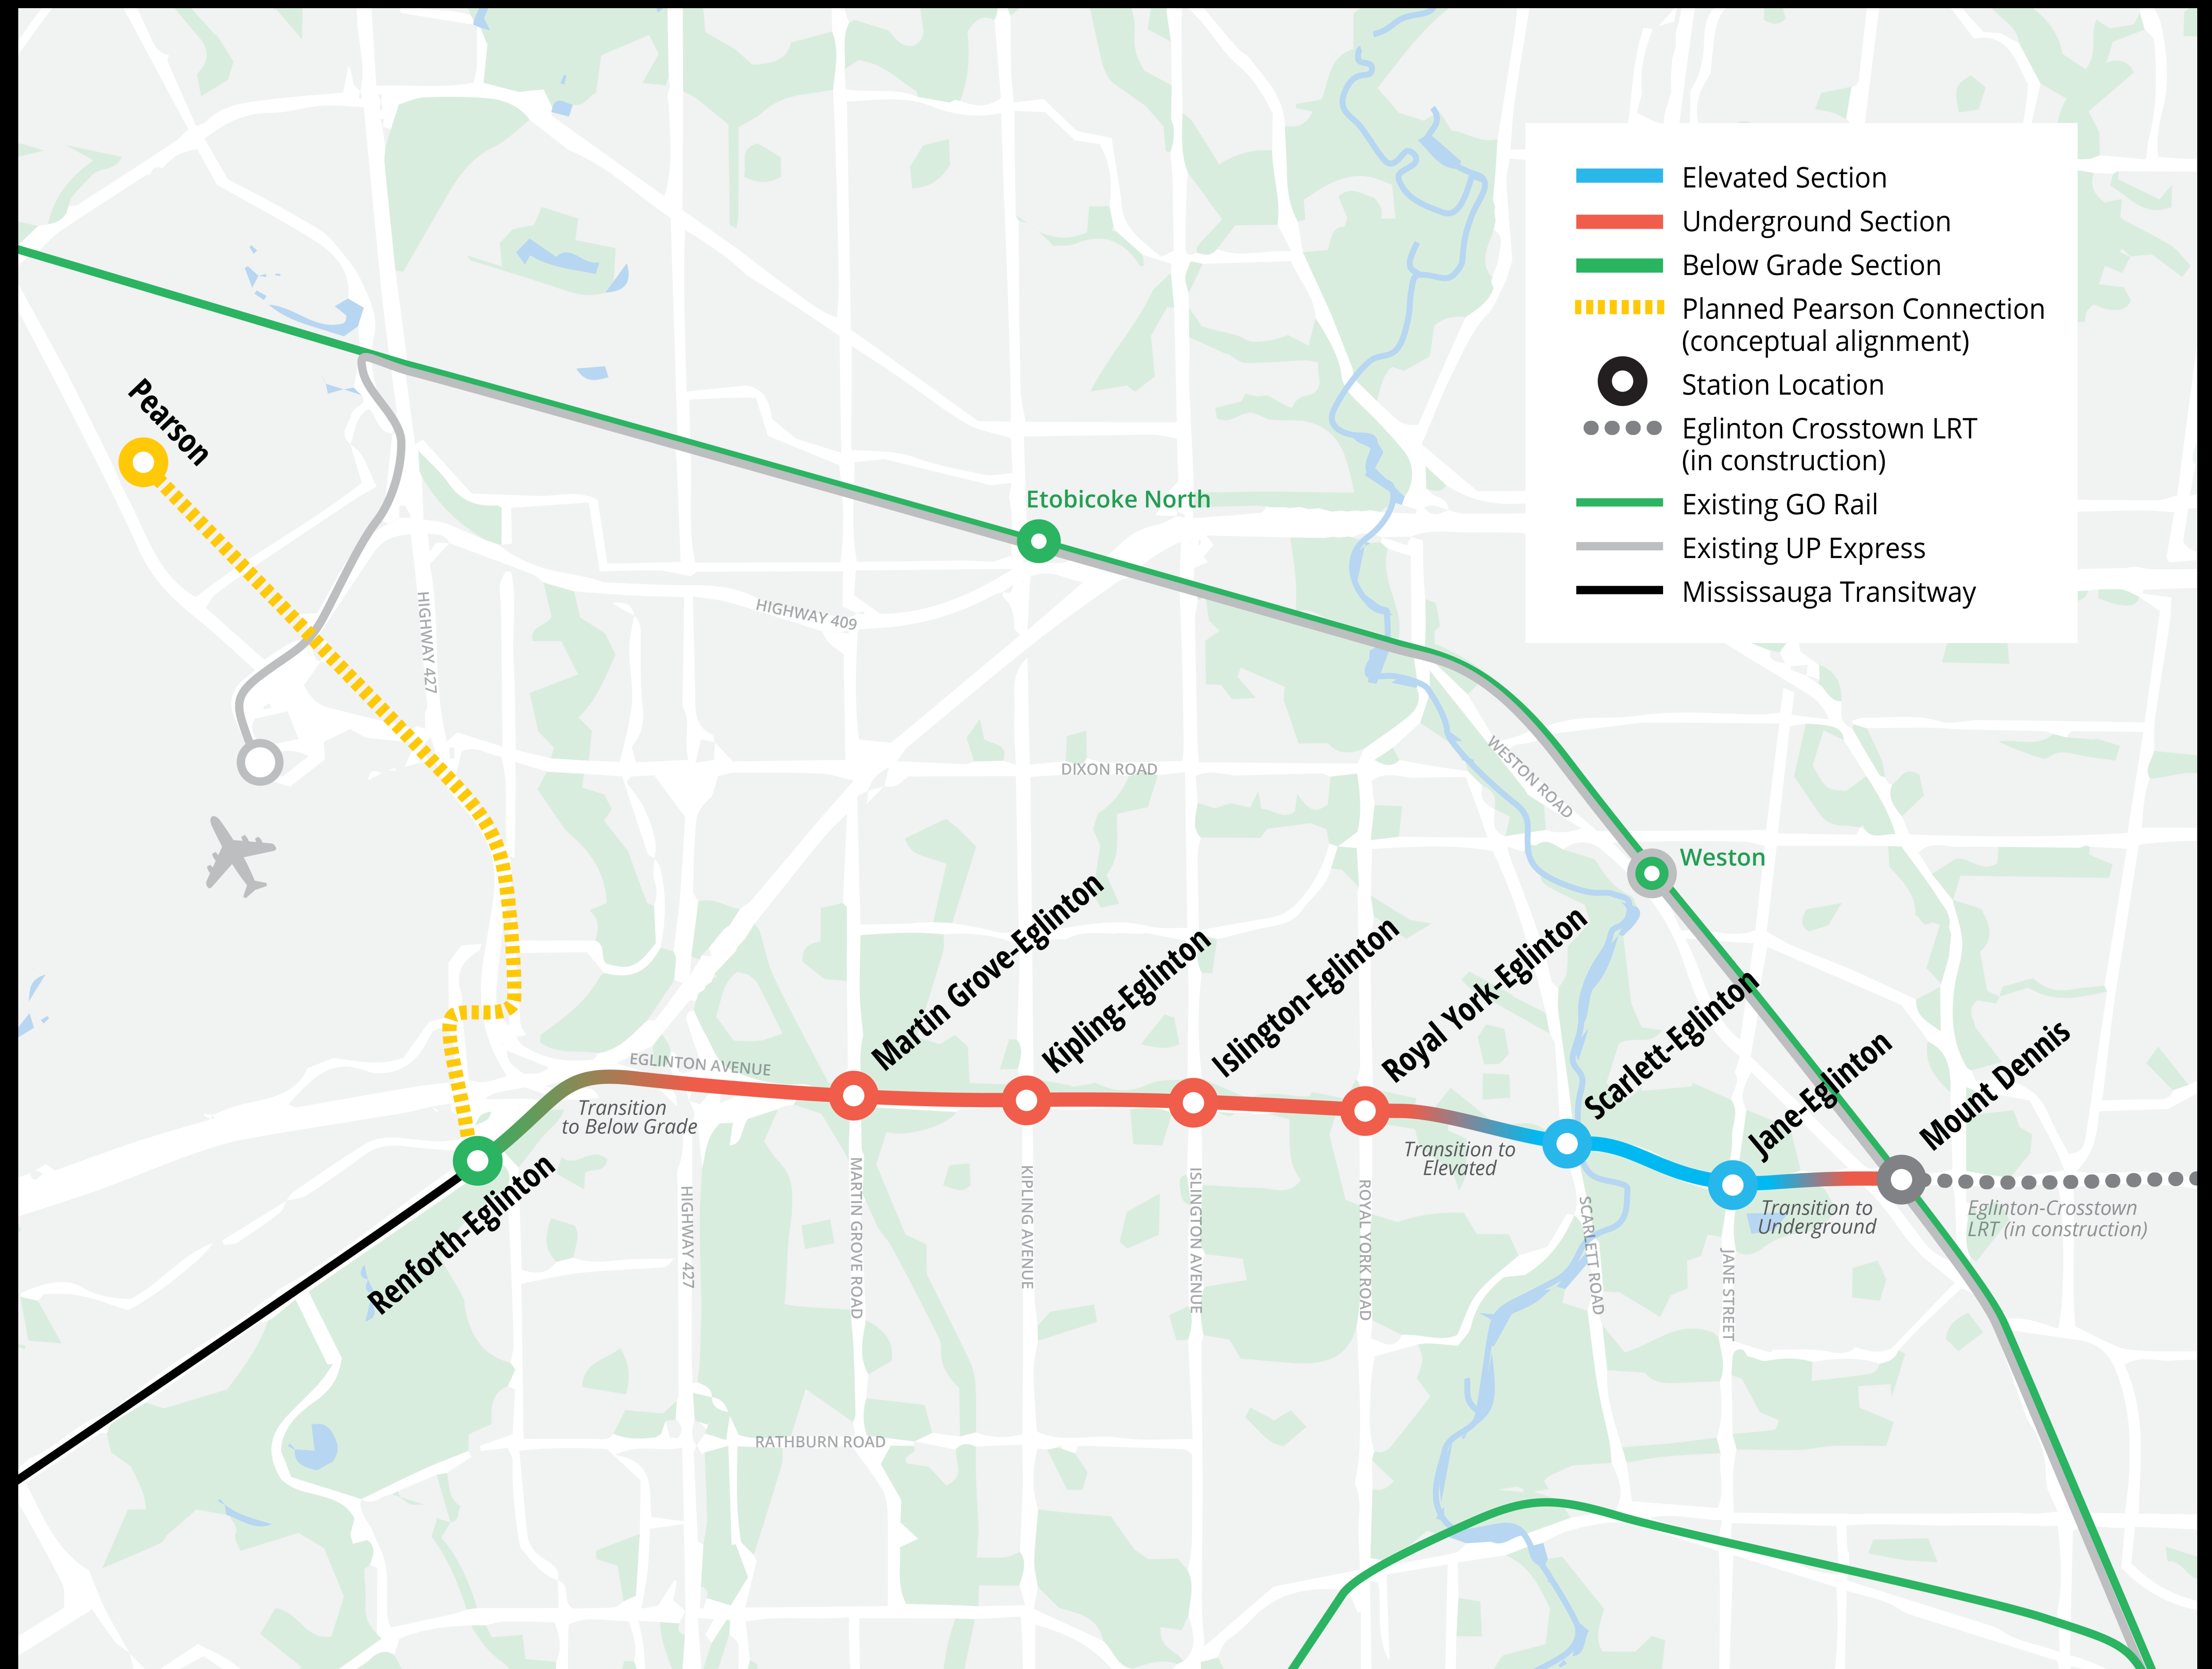 Elevated Section
Underground Section
Below Grade Section
Planned Pearson Connection
(conceptual alignment)
Station Location
Eglinton Crosstown LRT
(in construction)
Existing GO Rail
Existing UP Express
Mississauga Transitway
Pearson
Etobicoke North
HIGHWAY 427
HIGHWAY 409
DIXON ROAD
WESTON ROAD
Weston
Martin Grove-Eglinton
Kipling-Eglinton
Islington-Eglinton
Royal York-Eglinton
Scarlett-Eglinton
Jane-Eglinton
Mount Dennis
EGLINTON AVENUE
Transition
to Below Grade
Transition to
Elevated
Transition to
Underground
Eglinton-Crosstown
LRT (in construction)
Renforth-Eglinton
HIGHWAY 427
MARTIN GROVE ROAD
KIPLING AVENUE
ISLINGTON AVENUE
ROYAL YORK ROAD
SCARLETT ROAD
JANE STREET
RATHBURN ROAD